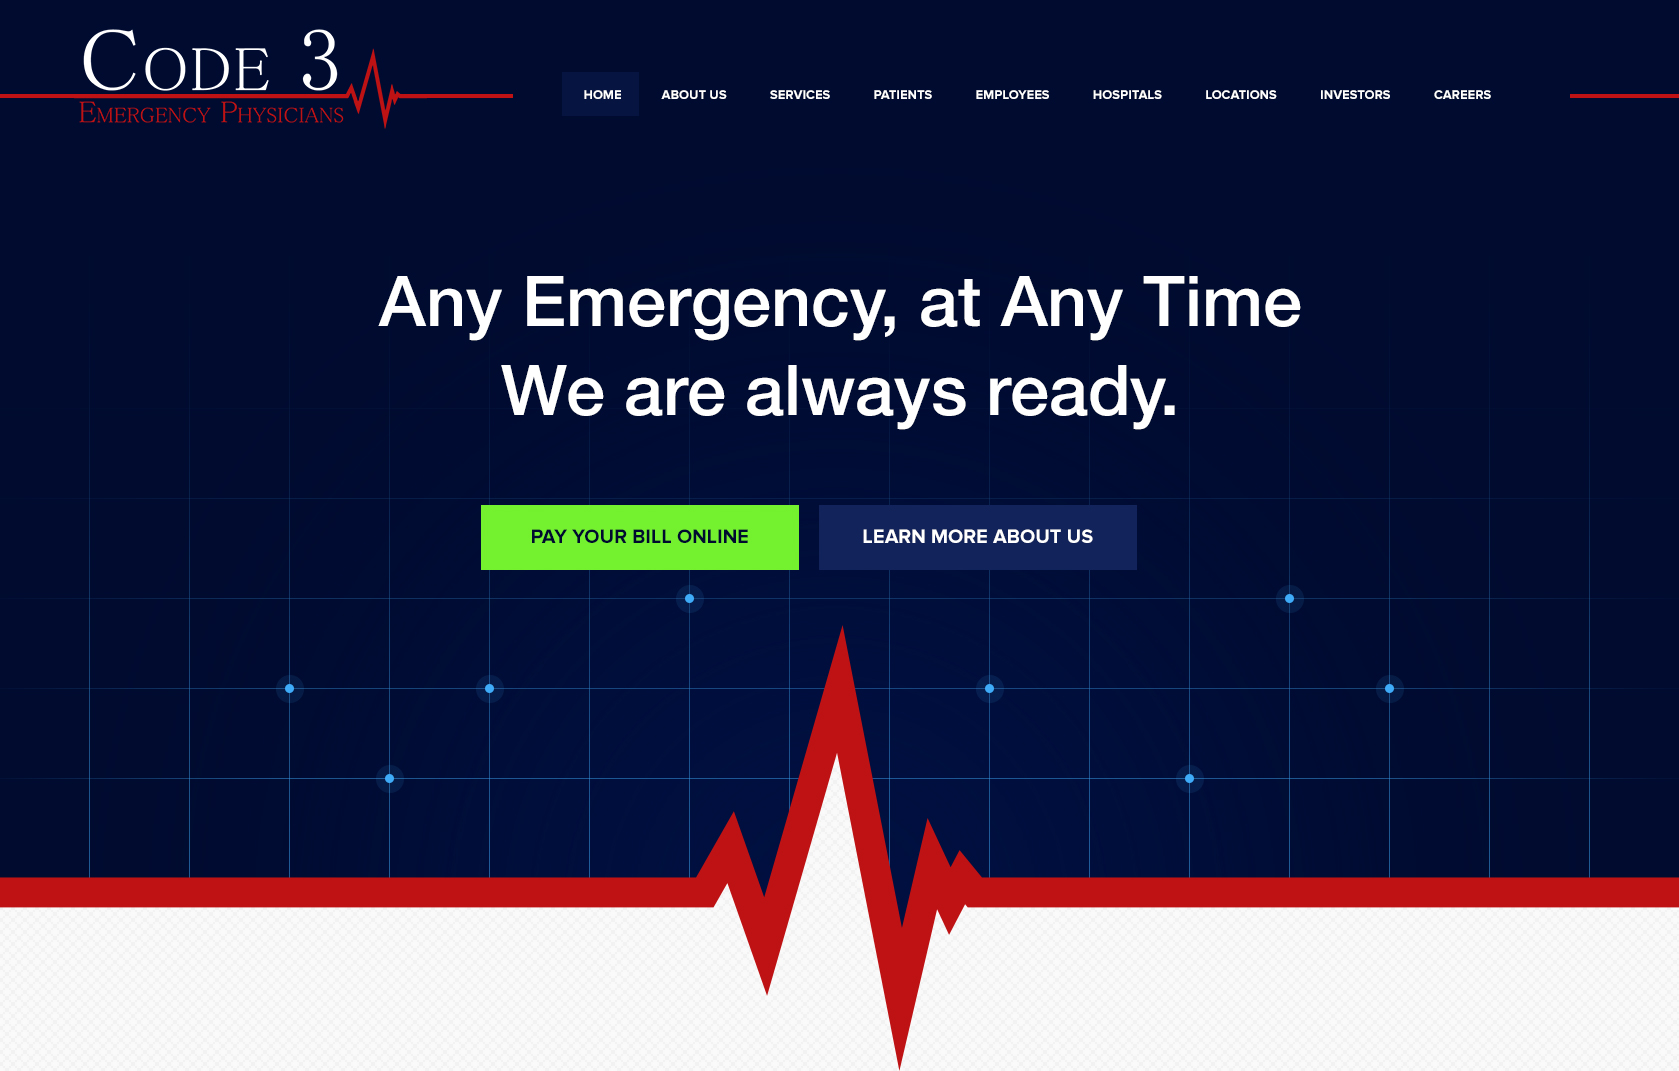 Code 3
Emergency Physicians
HOME
ABOUT US
SERVICES
PATIENTS
EMPLOYEES
HOSPITALS
LOCATIONS
INVESTORS
CAREERS
Any Emergency, at Any Time
We are always ready.
PAY YOUR BILL ONLINE
LEARN MORE ABOUT US